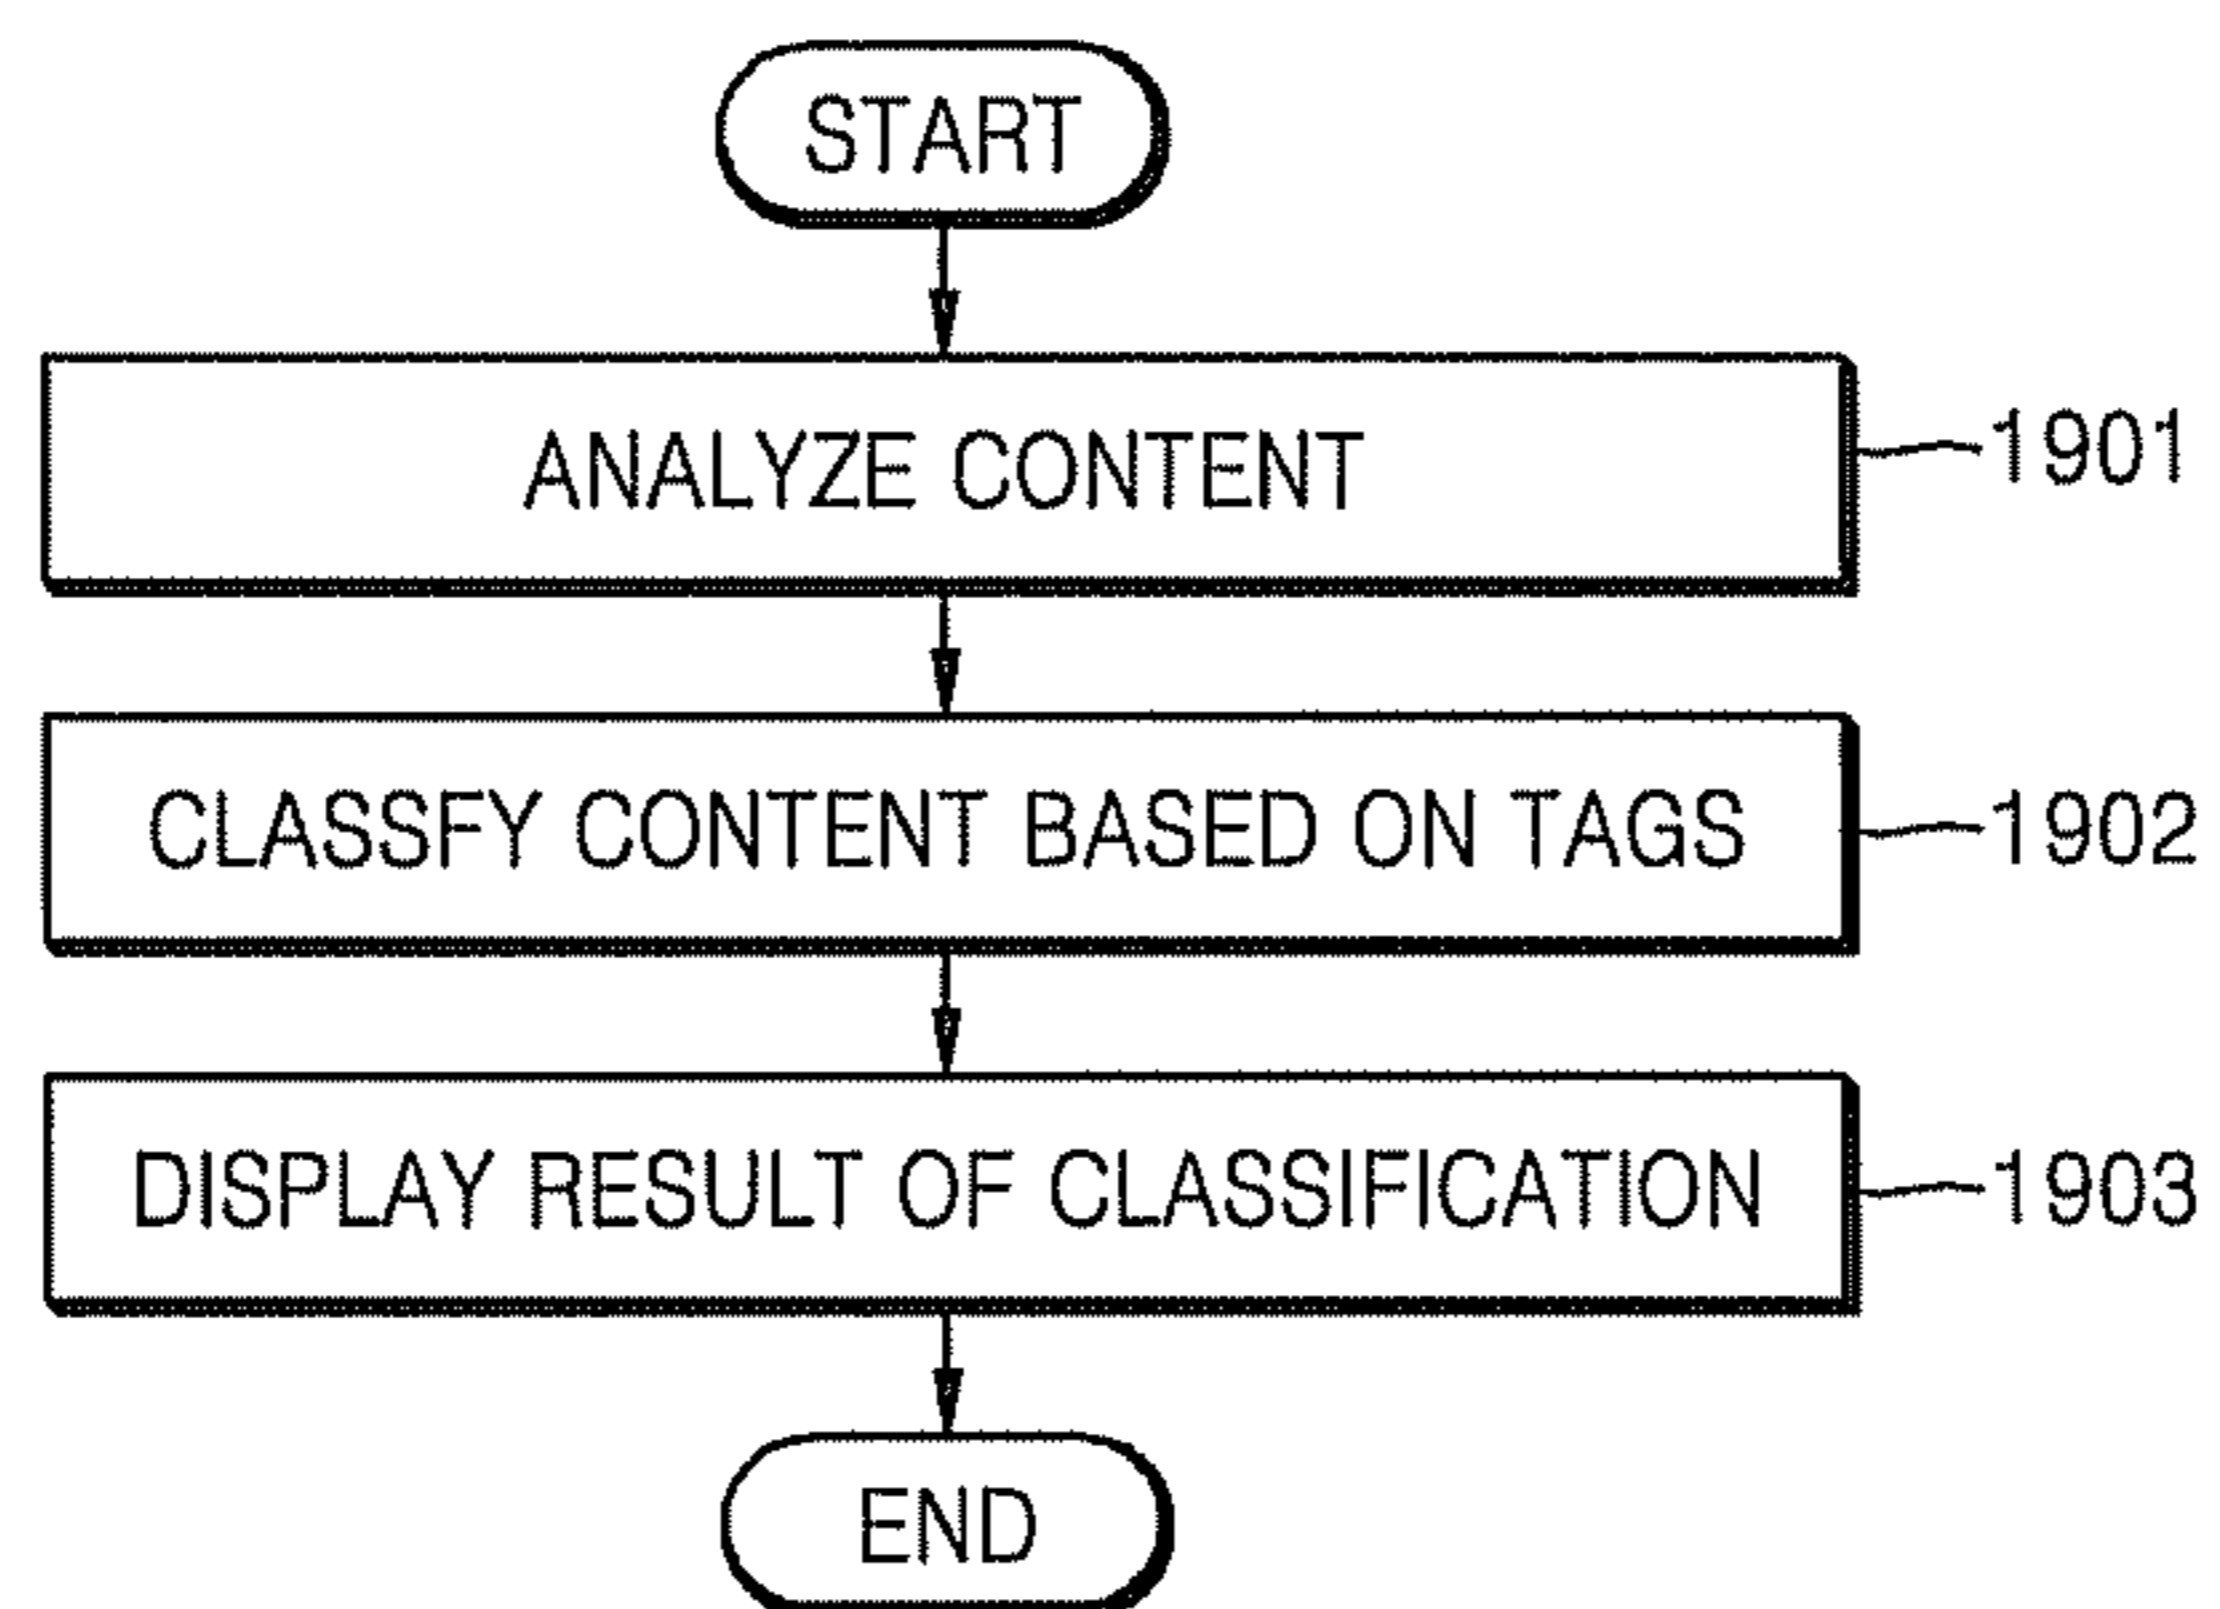 START
ANALYZE CONTENT
1901
CLASSFY CONTENT BASED ON TAGS
1902
DISPLAY RESULT OF CLASSIFICATION
1903
END